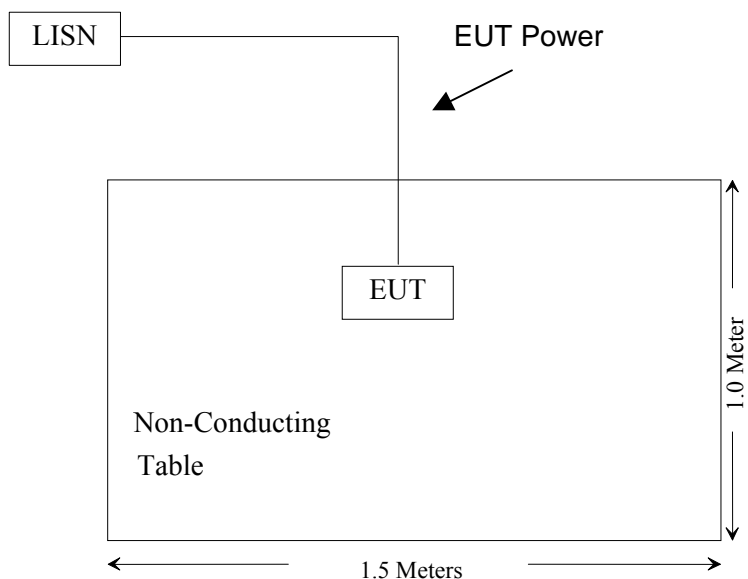 LISN
EUT Power
EUT
Non-Conducting
Table
1.0 Meter
1.5 Meters